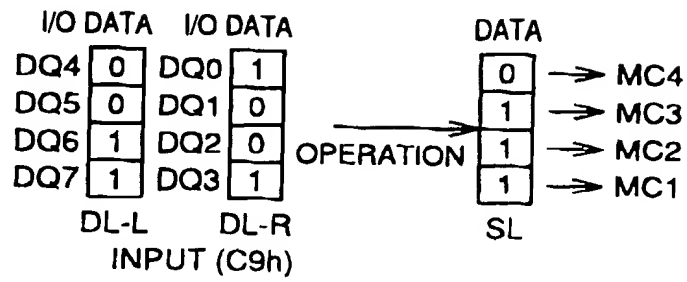 I/O DATA I/O DATA DATA
DQ4 0 DQ0 1 0 MC4
DQ5 0 DQ1 0 1 MC3
DQ6 1 DQ2 0 OPERATION 1 MC2
DQ7 1 DQ3 1 1 MC1
DL-L DL-R SL
INPUT (C9h)